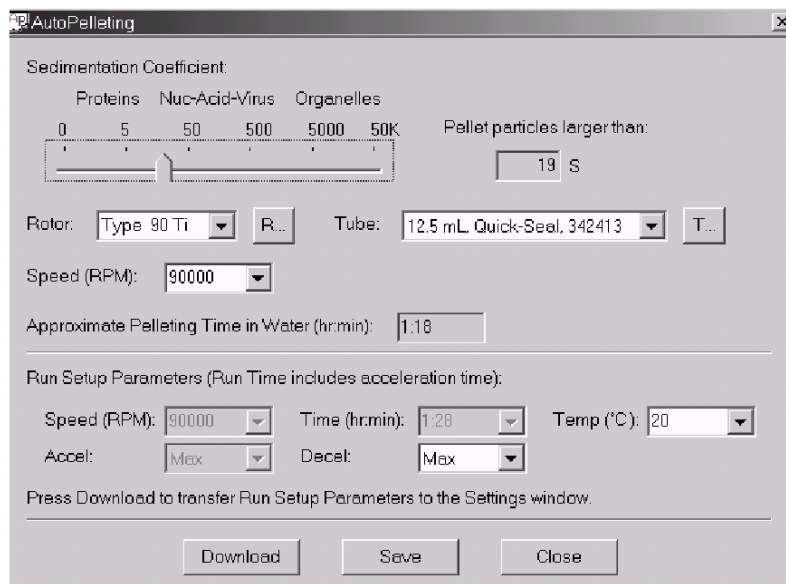 AutoPelleting
Sedimentation Coefficient:
Proteins Nuc-Acid-Virus Organelles
0 5 50 500 5000 50K
Pellet particles larger than:
19 S
Rotor: Type 90 Ti R... Tube: 12.5 mL, Quick-Seal, 342413 T...
Speed (RPM): 90000
Approximate Pelleting Time in Water (hr:min): 1:18
Run Setup Parameters (Run Time includes acceleration time):
Speed (RPM): 90000 Time (hr:min): 1:28 Temp (°C): 20
Accel: Max Decel: Max
Press Download to transfer Run Setup Parameters to the Settings window.
Download Save Close